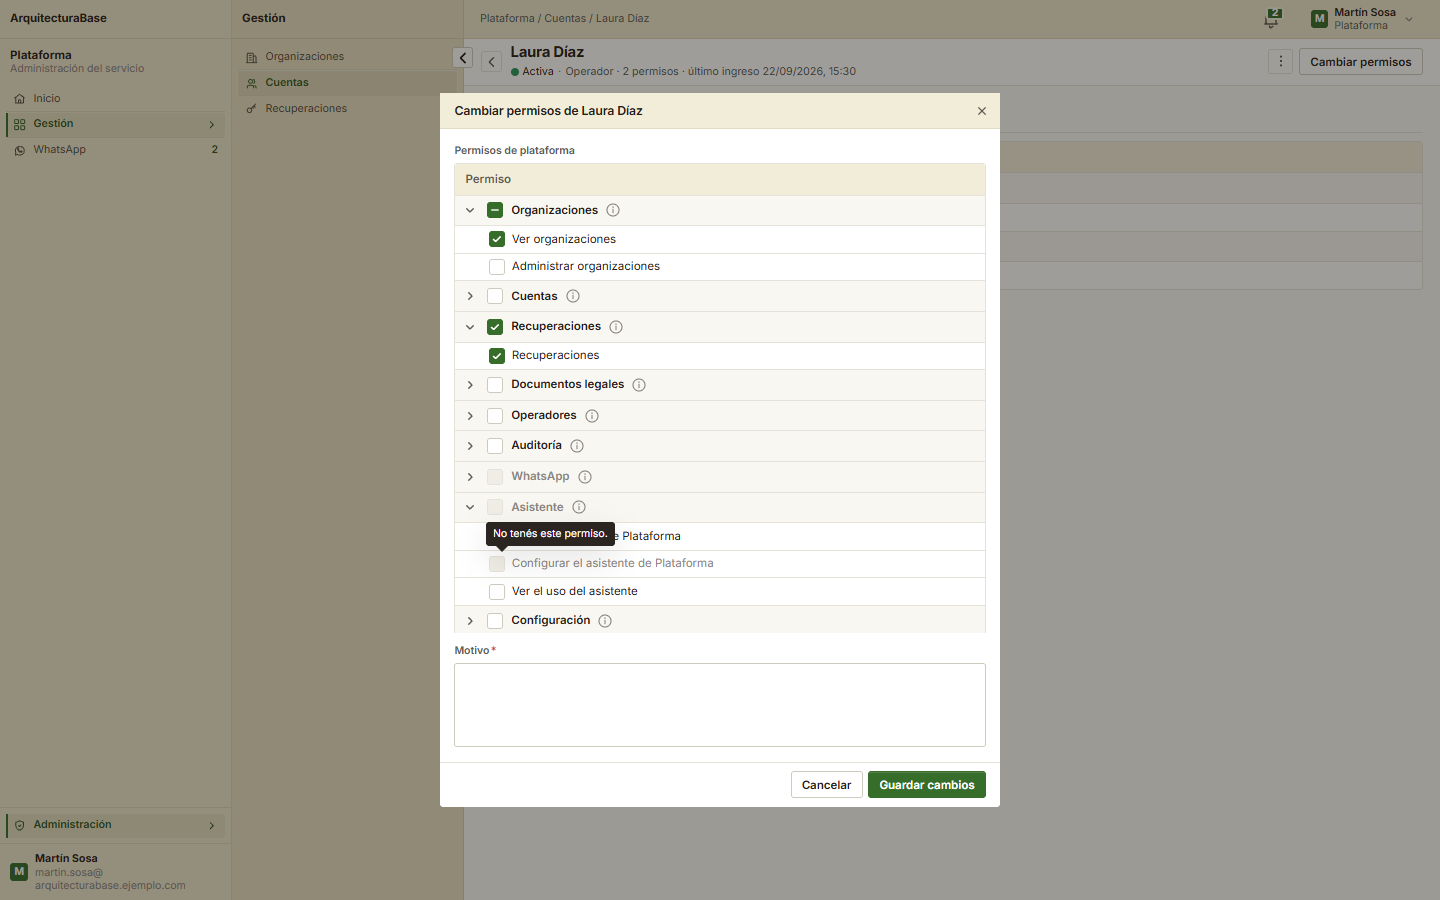 ArquitecturaBase
Plataforma
Administración del servicio
Inicio
Gestión
WhatsApp 2
Administración
M Martín Sosa
martin.sosa@
arquitecturabase.ejemplo.com
Gestión
Organizaciones
Cuentas
Recuperaciones
Plataforma / Cuentas / Laura Díaz
2
M Martín Sosa
Plataforma
Laura Díaz
Activa · Operador · 2 permisos · último ingreso 22/09/2026, 15:30
Cambiar permisos
Cambiar permisos de Laura Díaz
Permisos de plataforma
Permiso
Organizaciones
Ver organizaciones
Administrar organizaciones
Cuentas
Recuperaciones
Recuperaciones
Documentos legales
Operadores
Auditoría
WhatsApp
Asistente
No tenés este permiso.
Plataforma
Configurar el asistente de Plataforma
Ver el uso del asistente
Configuración
Motivo *
Cancelar
Guardar cambios